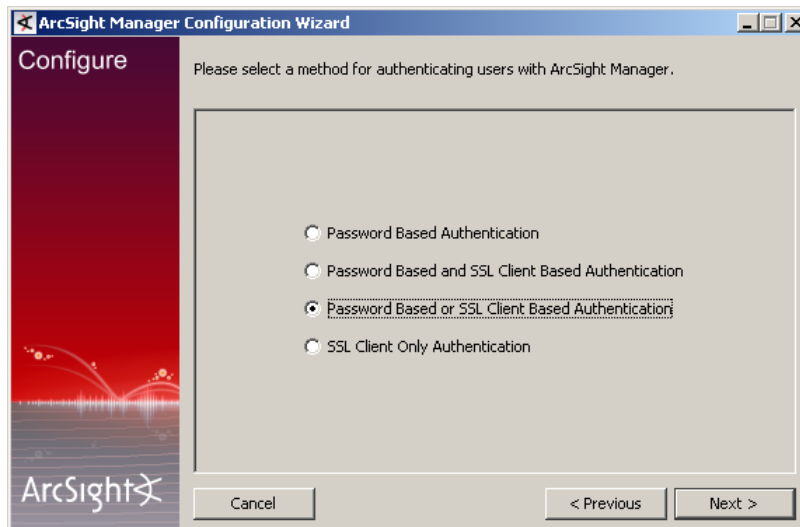 ArcSight Manager Configuration Wizard
Configure
Please select a method for authenticating users with ArcSight Manager.
Password Based Authentication
Password Based and SSL Client Based Authentication
Password Based or SSL Client Based Authentication
SSL Client Only Authentication
ArcSight
Cancel
< Previous
Next >